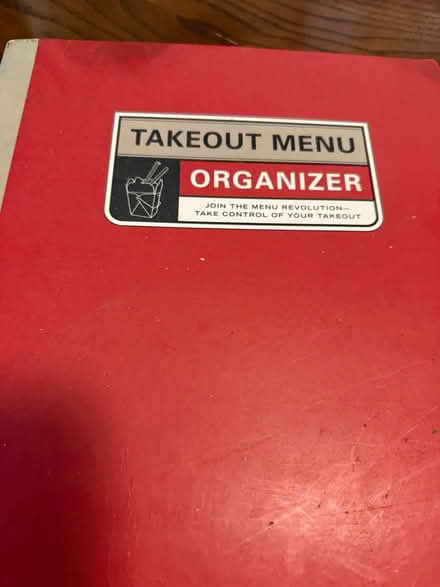 TAKEOUT MENU
ORGANIZER
JOIN THE MENU REVOLUTION—
TAKE CONTROL OF YOUR TAKEOUT